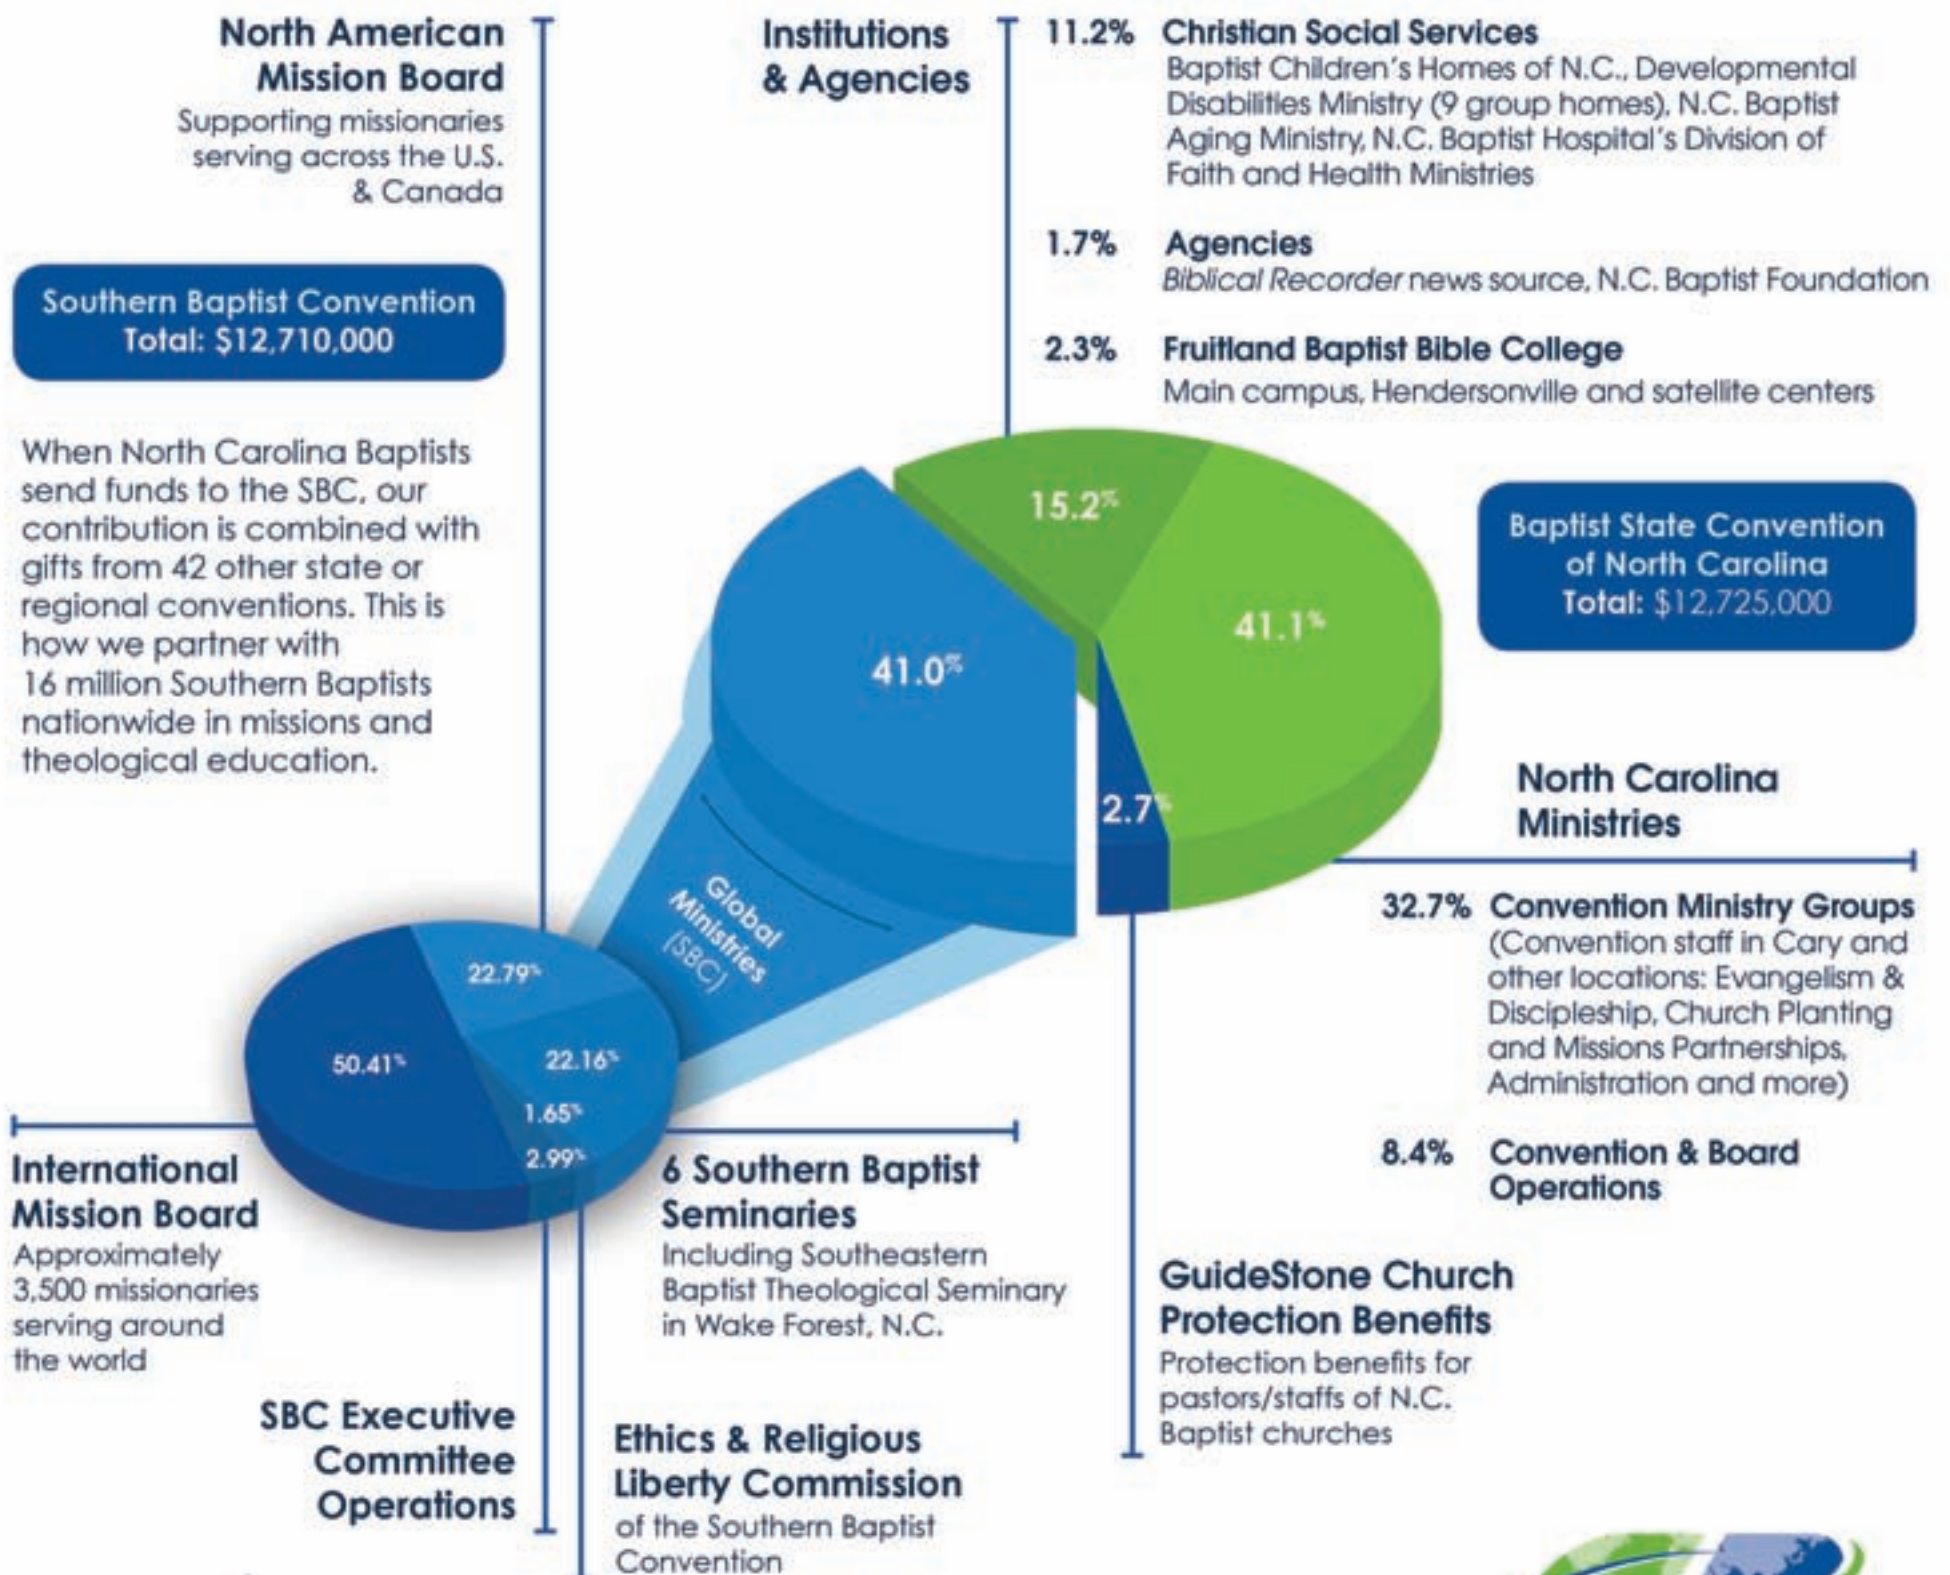 North American
Mission Board
Supporting missionaries
serving across the U.S.
& Canada
Southern Baptist Convention
Total: $12,710,000
When North Carolina Baptists
send funds to the SBC, our
contribution is combined with
gifts from 42 other state or
regional conventions. This is
how we partner with
16 million Southern Baptists
nationwide in missions and
theological education.
Institutions
& Agencies
11.2% Christian Social Services
Baptist Children's Homes of N.C., Developmental
Disabilities Ministry (9 group homes), N.C. Baptist
Aging Ministry, N.C. Baptist Hospital's Division of
Faith and Health Ministries
1.7% Agencies
Biblical Recorder news source, N.C. Baptist Foundation
2.3% Fruitland Baptist Bible College
Main campus, Hendersonville and satellite centers
15.2%
41.1%
41.0%
2.7%
Baptist State Convention
of North Carolina
Total: $12,725,000
North Carolina
Ministries
32.7% Convention Ministry Groups
(Convention staff in Cary and
other locations: Evangelism &
Discipleship, Church Planting
and Missions Partnerships,
Administration and more)
8.4% Convention & Board
Operations
Global
Ministries
(SBC)
22.79%
50.41%
22.16%
1.65%
2.99%
International
Mission Board
Approximately
3,500 missionaries
serving around
the world
6 Southern Baptist
Seminaries
Including Southeastern
Baptist Theological Seminary
in Wake Forest, N.C.
GuideStone Church
Protection Benefits
Protection benefits for
pastors/staffs of N.C.
Baptist churches
SBC Executive
Committee
Operations
Ethics & Religious
Liberty Commission
of the Southern Baptist
Convention